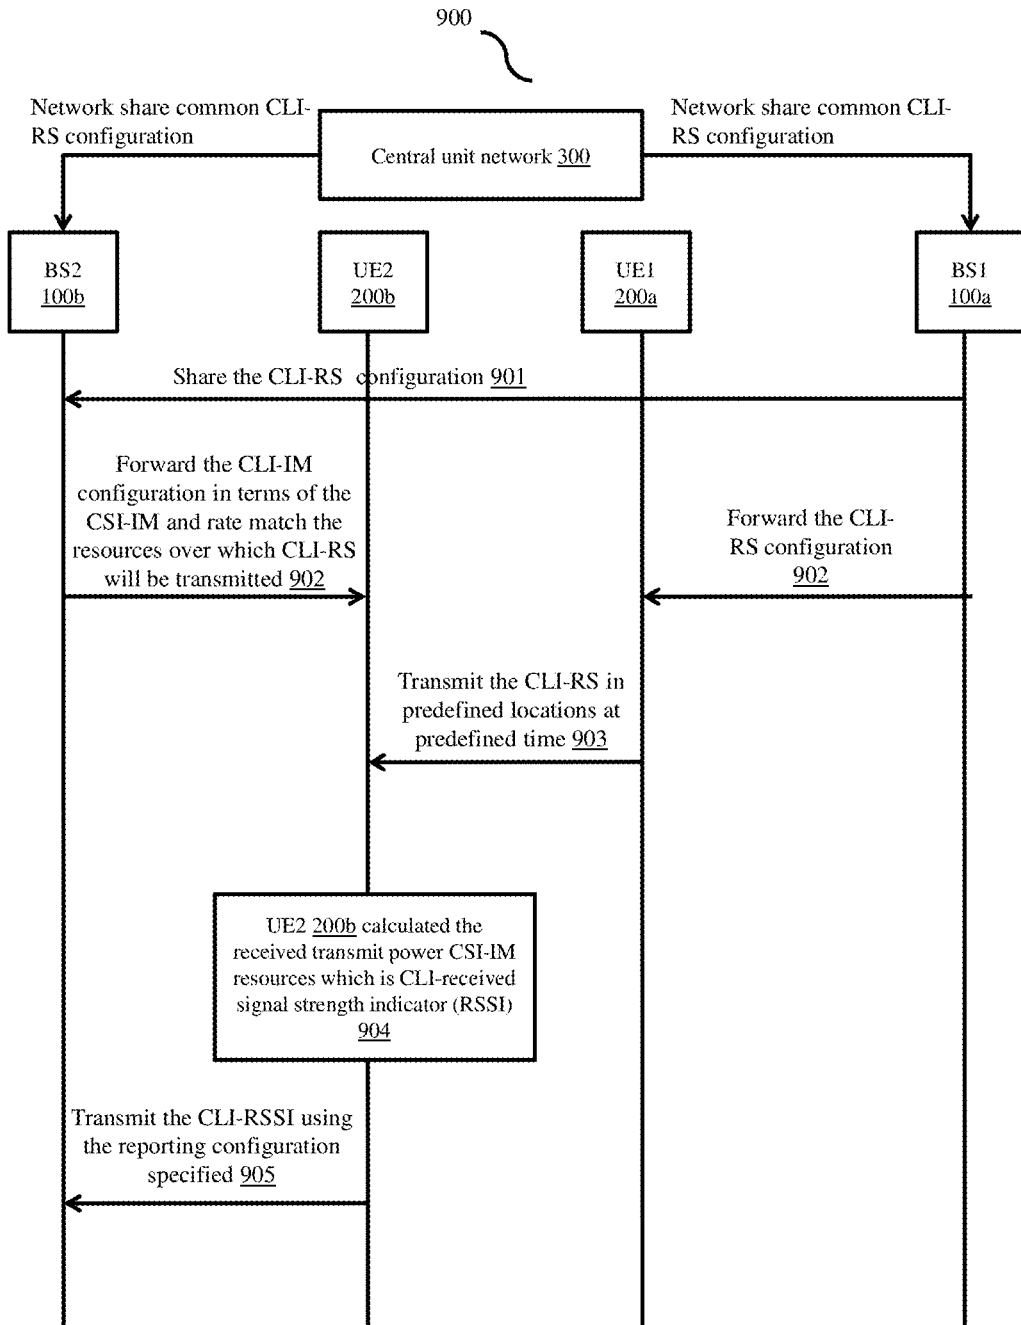 900
Network share common CLI-
RS configuration
Network share common CLI-
RS configuration
Central unit network 300
BS2
100b
UE2
200b
UE1
200a
BS1
100a
Share the CLI-RS configuration 901
Forward the CLI-IM
configuration in terms of the
CSI-IM and rate match the
resources over which CLI-RS
will be transmitted 902
Forward the CLI-
RS configuration
902
Transmit the CLI-RS in
predefined locations at
predefined time 903
UE2 200b calculated the
received transmit power CSI-IM
resources which is CLI-received
signal strength indicator (RSSI)
904
Transmit the CLI-RSSI using
the reporting configuration
specified 905